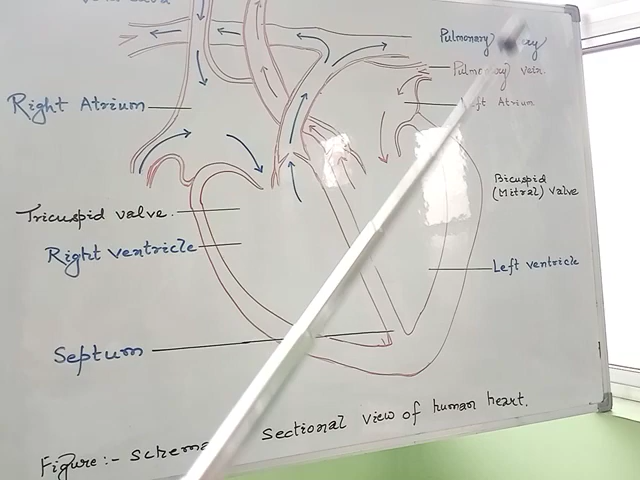 Pulmonary
Pulmonary vein.
Right Atrium
Left Atrium
Bicuspid
(Mitral) Valve
Tricuspid valve.
Right ventricle
Left ventricle
Septum
Figure:- Schema Sectional view of human heart.